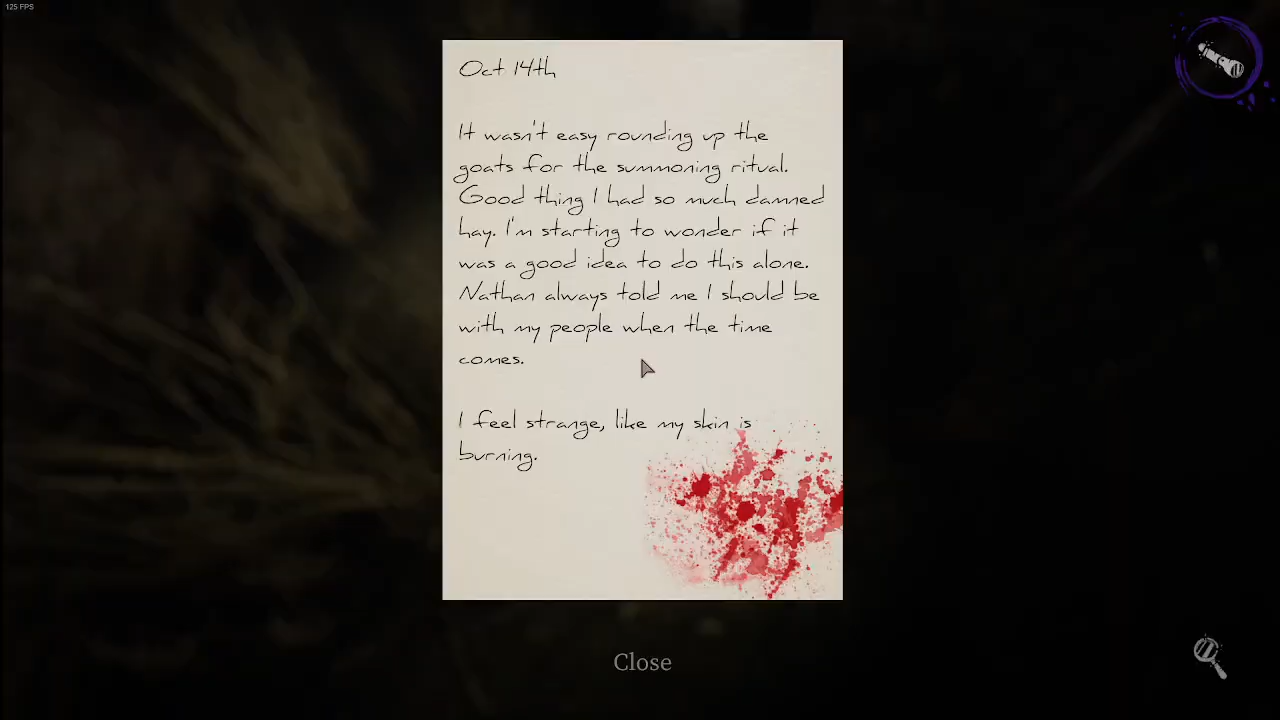 125 FPS
Oct 14th
It wasn't easy rounding up the
goats for the summoning ritual.
Good thing I had so much damned
hay. I'm starting to wonder if it
was a good idea to do this alone.
Nathan always told me I should be
with my people when the time
comes.
I feel strange, like my skin is
burning.
Close